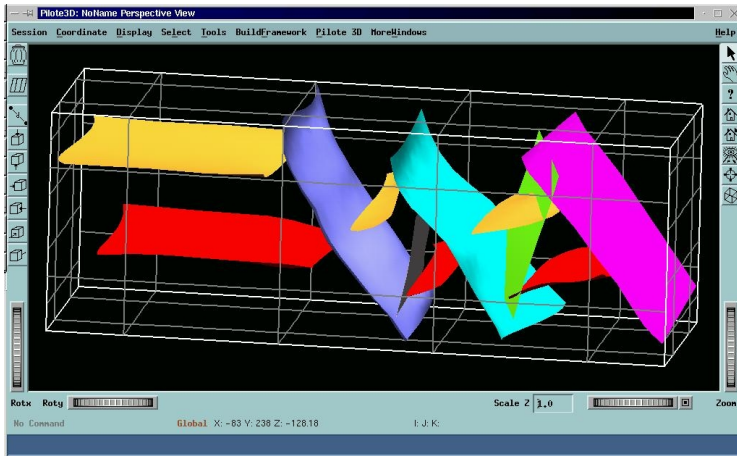 Pilote3D: NoName Perspective View
Session Coordinate Display Select Tools BuildFranework Pilote 3D MoreWindows Help
?
Rotx Roty Scale Z 1.0 Zoom
No Command Global X: -83 Y: 238 Z: -128.18 I: J: K: